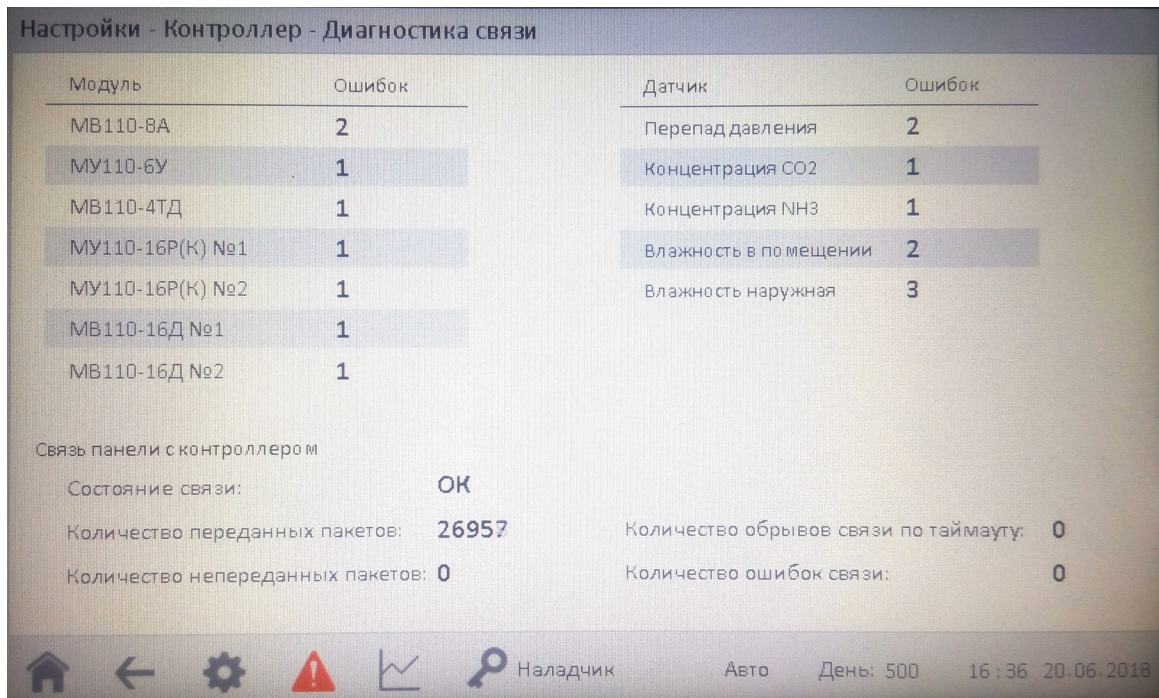 Настройки - Контроллер - Диагностика связи
Модуль Ошибок
МВ110-8А 2
МУ110-6У 1
МВ110-4ТД 1
МУ110-16Р(К) №1 1
МУ110-16Р(К) №2 1
МВ110-16Д №1 1
МВ110-16Д №2 1
Датчик Ошибок
Перепад давления 2
Концентрация СО2 1
Концентрация NH3 1
Влажность в помещении 2
Влажность наружная 3
Связь панели с контроллером
Состояние связи: ОК
Количество переданных пакетов: 26957
Количество непереданных пакетов: 0
Количество обрывов связи по таймауту: 0
Количество ошибок связи: 0
Наладчик Авто День: 500 16:36 20.06.2018